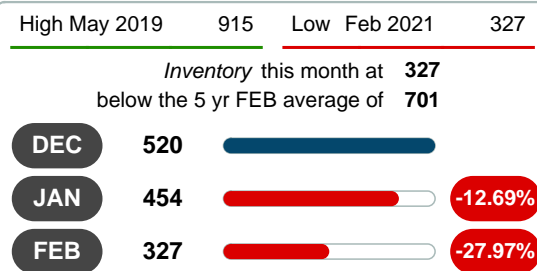 High May 2019 915 Low Feb 2021 327
Inventory this month at 327
below the 5 yr FEB average of 701
DEC 520
JAN 454 -12.69%
FEB 327 -27.97%